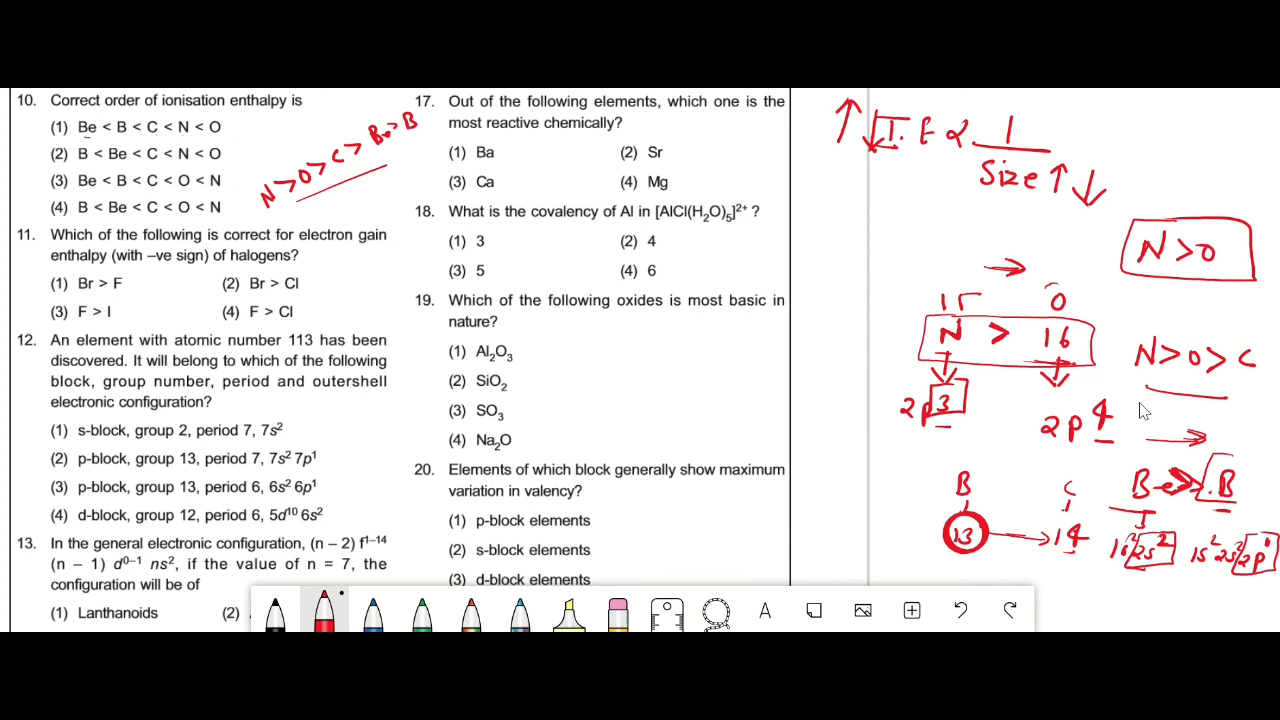 10. Correct order of ionisation enthalpy is
(1) Be < B < C < N < O
(2) B < Be < C < N < O
(3) Be < B < C < O < N
(4) B < Be < C < O < N
N > O > C > Be > B
11. Which of the following is correct for electron gain
enthalpy (with –ve sign) of halogens?
(1) Br > F (2) Br > Cl
(3) F > I (4) F > Cl
12. An element with atomic number 113 has been
discovered. It will belong to which of the following
block, group number, period and outershell
electronic configuration?
(1) s-block, group 2, period 7, 7s²
(2) p-block, group 13, period 7, 7s² 7p¹
(3) p-block, group 13, period 6, 6s² 6p¹
(4) d-block, group 12, period 6, 5d¹⁰ 6s²
13. In the general electronic configuration, (n – 2) f¹⁻¹⁴
(n – 1) d⁰⁻¹ ns², if the value of n = 7, the
configuration will be of
(1) Lanthanoids (2)
17. Out of the following elements, which one is the
most reactive chemically?
(1) Ba (2) Sr
(3) Ca (4) Mg
18. What is the covalency of Al in [AlCl(H₂O)₅]²⁺ ?
(1) 3 (2) 4
(3) 5 (4) 6
19. Which of the following oxides is most basic in
nature?
(1) Al₂O₃
(2) SiO₂
(3) SO₃
(4) Na₂O
20. Elements of which block generally show maximum
variation in valency?
(1) p-block elements
(2) s-block elements
(3) d-block elements
↑ ↓ I. E ∝ 1
Size ↑ ↓
N > O
→
15 O
N > 16
N > O > C
2p 3
2p 4 →
B C Be > B
13 → 14 1s² 2s² 1s² 2s² 2p¹
A